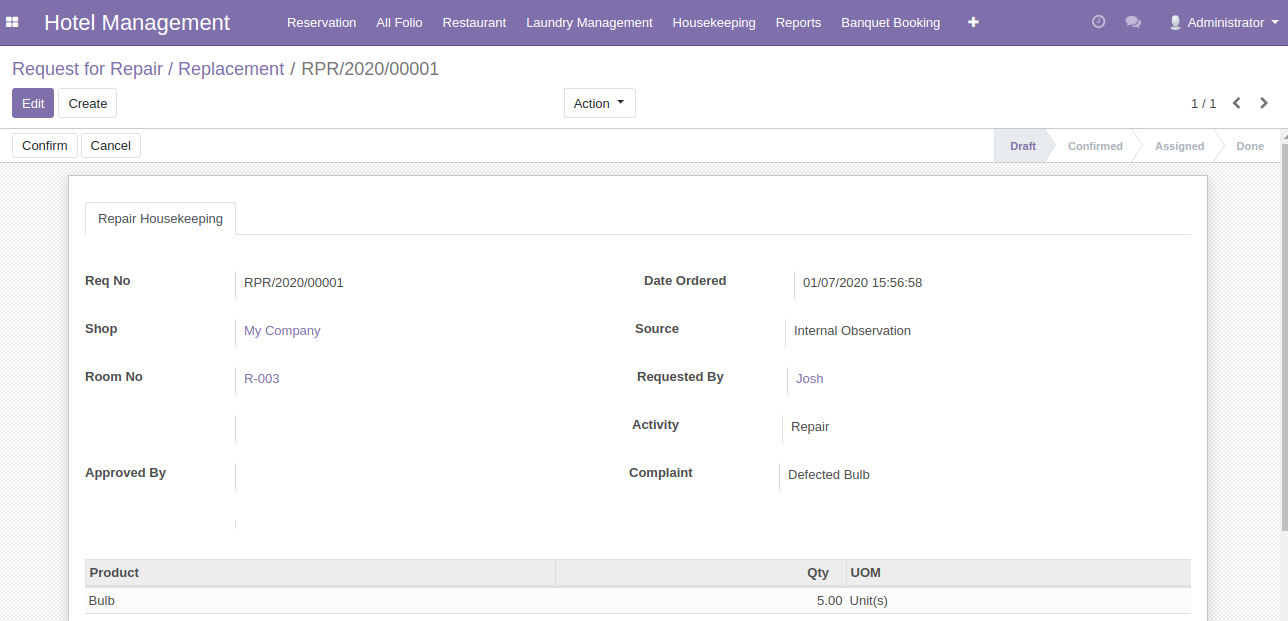 Hotel Management Reservation All Folio Restaurant Laundry Management Housekeeping Reports Banquet Booking Administrator
Request for Repair / Replacement / RPR/2020/00001
Edit Create Action 1 / 1
Confirm Cancel Draft Confirmed Assigned Done
Repair Housekeeping
Req No RPR/2020/00001 Date Ordered 01/07/2020 15:56:58
Shop My Company Source Internal Observation
Room No R-003 Requested By Josh
Activity Repair
Approved By Complaint Defected Bulb
Product Qty UOM
Bulb 5.00 Unit(s)